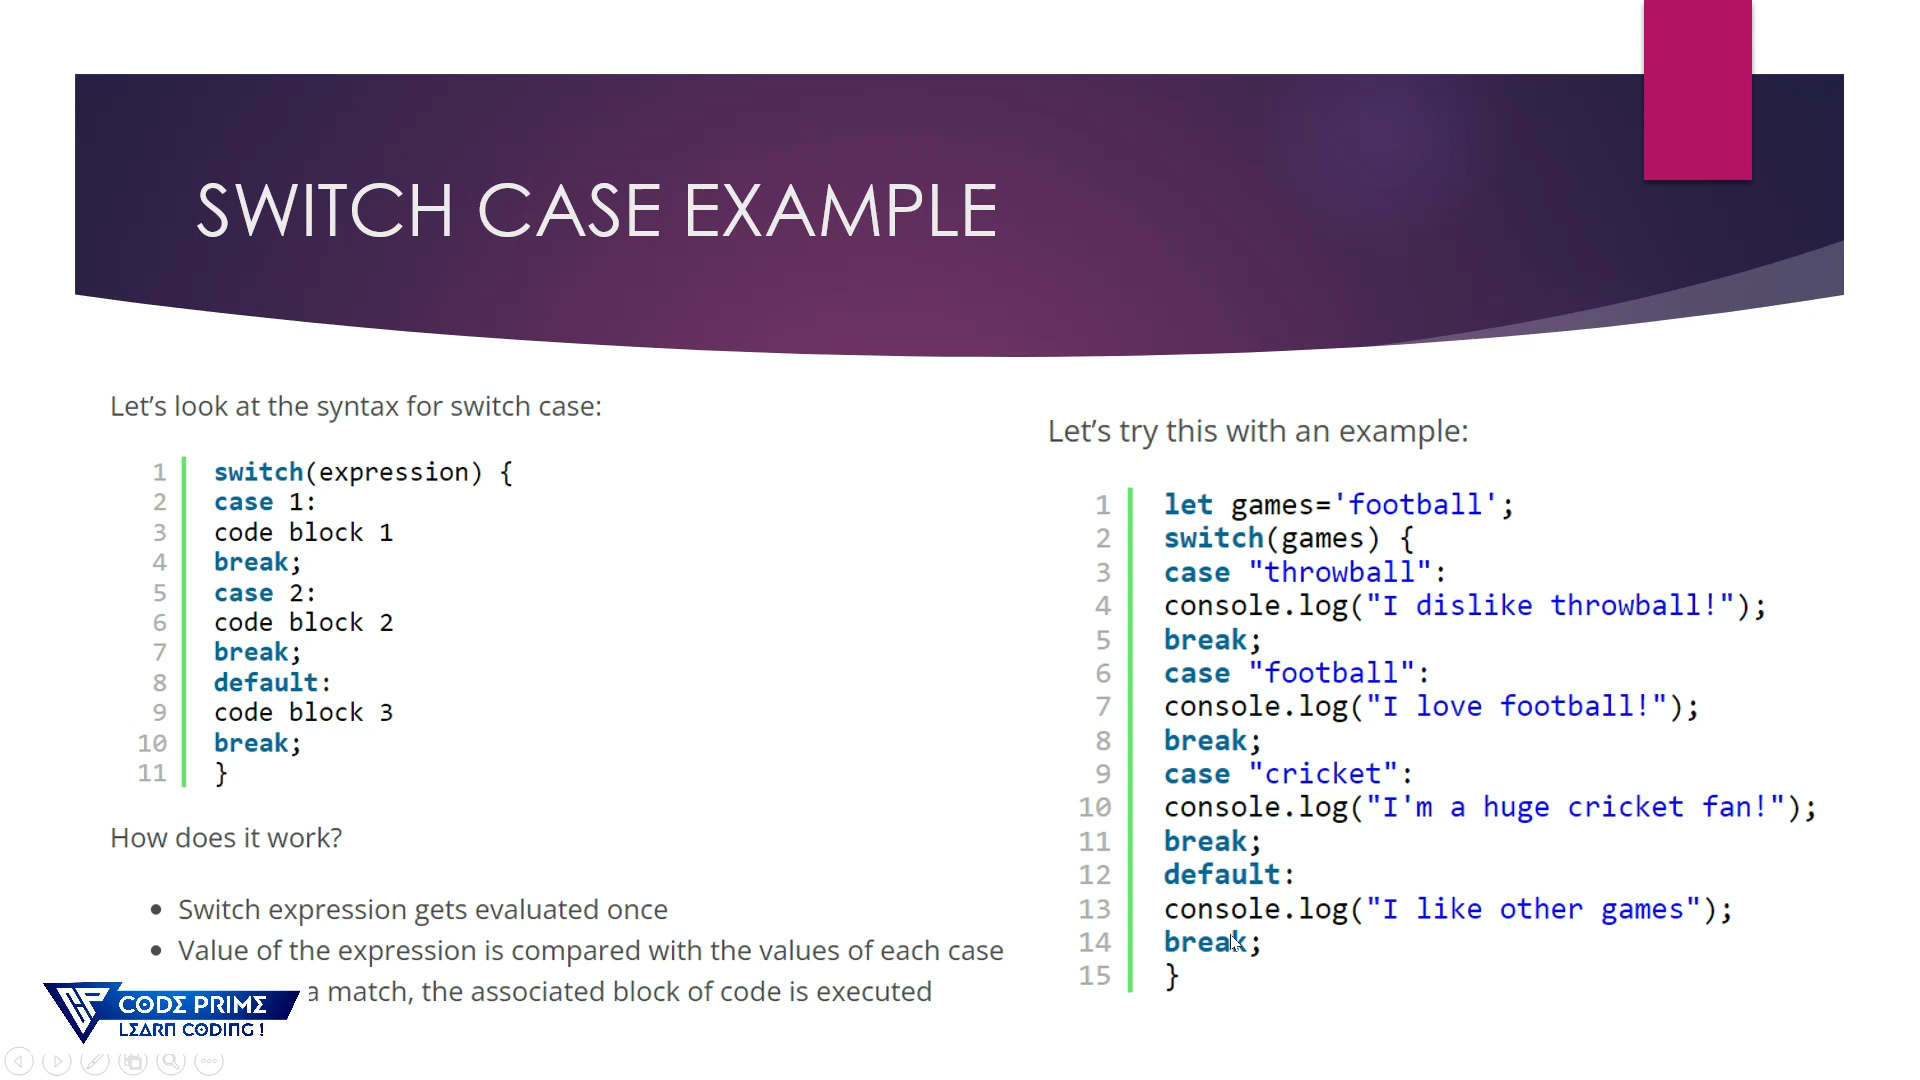 SWITCH CASE EXAMPLE
Let’s look at the syntax for switch case:
1 switch(expression) {
2 case 1:
3 code block 1
4 break;
5 case 2:
6 code block 2
7 break;
8 default:
9 code block 3
10 break;
11 }
How does it work?
• Switch expression gets evaluated once
• Value of the expression is compared with the values of each case
a match, the associated block of code is executed
CODE PRIME
LEARN CODING !
Let’s try this with an example:
1 let games='football';
2 switch(games) {
3 case "throwball":
4 console.log("I dislike throwball!");
5 break;
6 case "football":
7 console.log("I love football!");
8 break;
9 case "cricket":
10 console.log("I'm a huge cricket fan!");
11 break;
12 default:
13 console.log("I like other games");
14 break;
15 }